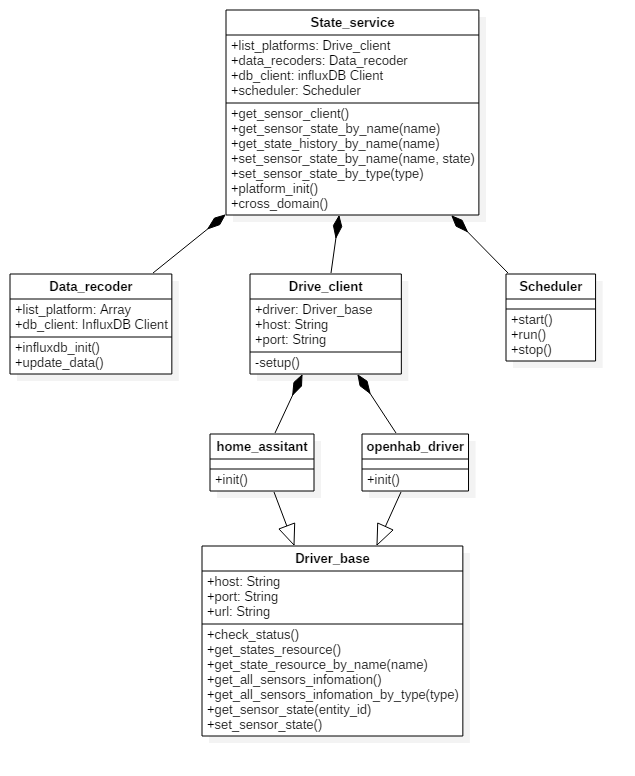 State_service
+list_platforms: Drive_client
+data_recoders: Data_recoder
+db_client: influxDB Client
+scheduler: Scheduler
+get_sensor_client()
+get_sensor_state_by_name(name)
+get_state_history_by_name(name)
+set_sensor_state_by_name(name, state)
+set_sensor_state_by_type(type)
+platform_init()
+cross_domain()
Data_recoder
+list_platform: Array
+db_client: InfluxDB Client
+influxdb_init()
+update_data()
Drive_client
+driver: Driver_base
+host: String
+port: String
-setup()
Scheduler
+start()
+run()
+stop()
home_assitant
+init()
openhab_driver
+init()
Driver_base
+host: String
+port: String
+url: String
+check_status()
+get_states_resource()
+get_state_resource_by_name(name)
+get_all_sensors_infomation()
+get_all_sensors_infomation_by_type(type)
+get_sensor_state(entity_id)
+set_sensor_state()